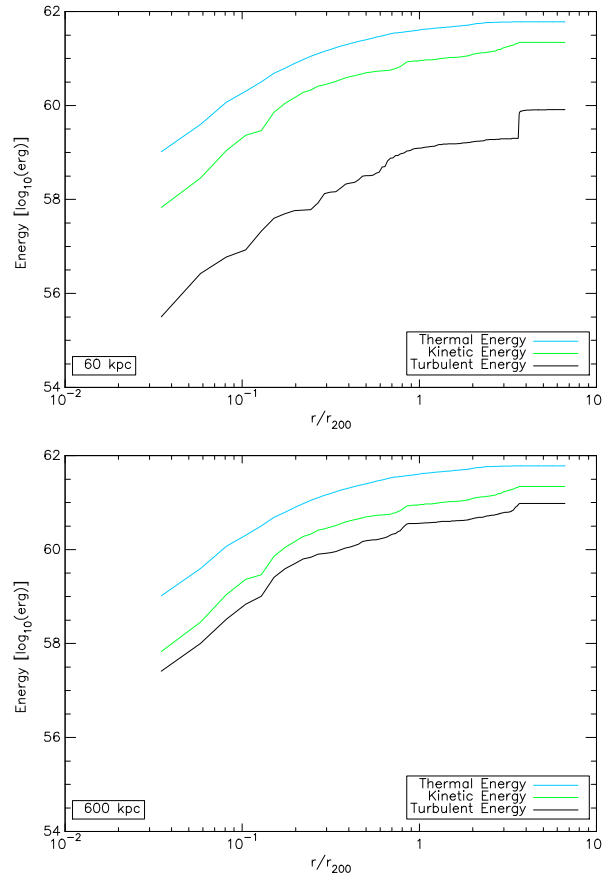 62
60
58
56
54
Energy [log10(erg)]
60 kpc
Thermal Energy
Kinetic Energy
Turbulent Energy
10−2
10−1
1
10
r/r200
62
60
58
56
54
Energy [log10(erg)]
600 kpc
Thermal Energy
Kinetic Energy
Turbulent Energy
10−2
10−1
1
10
r/r200